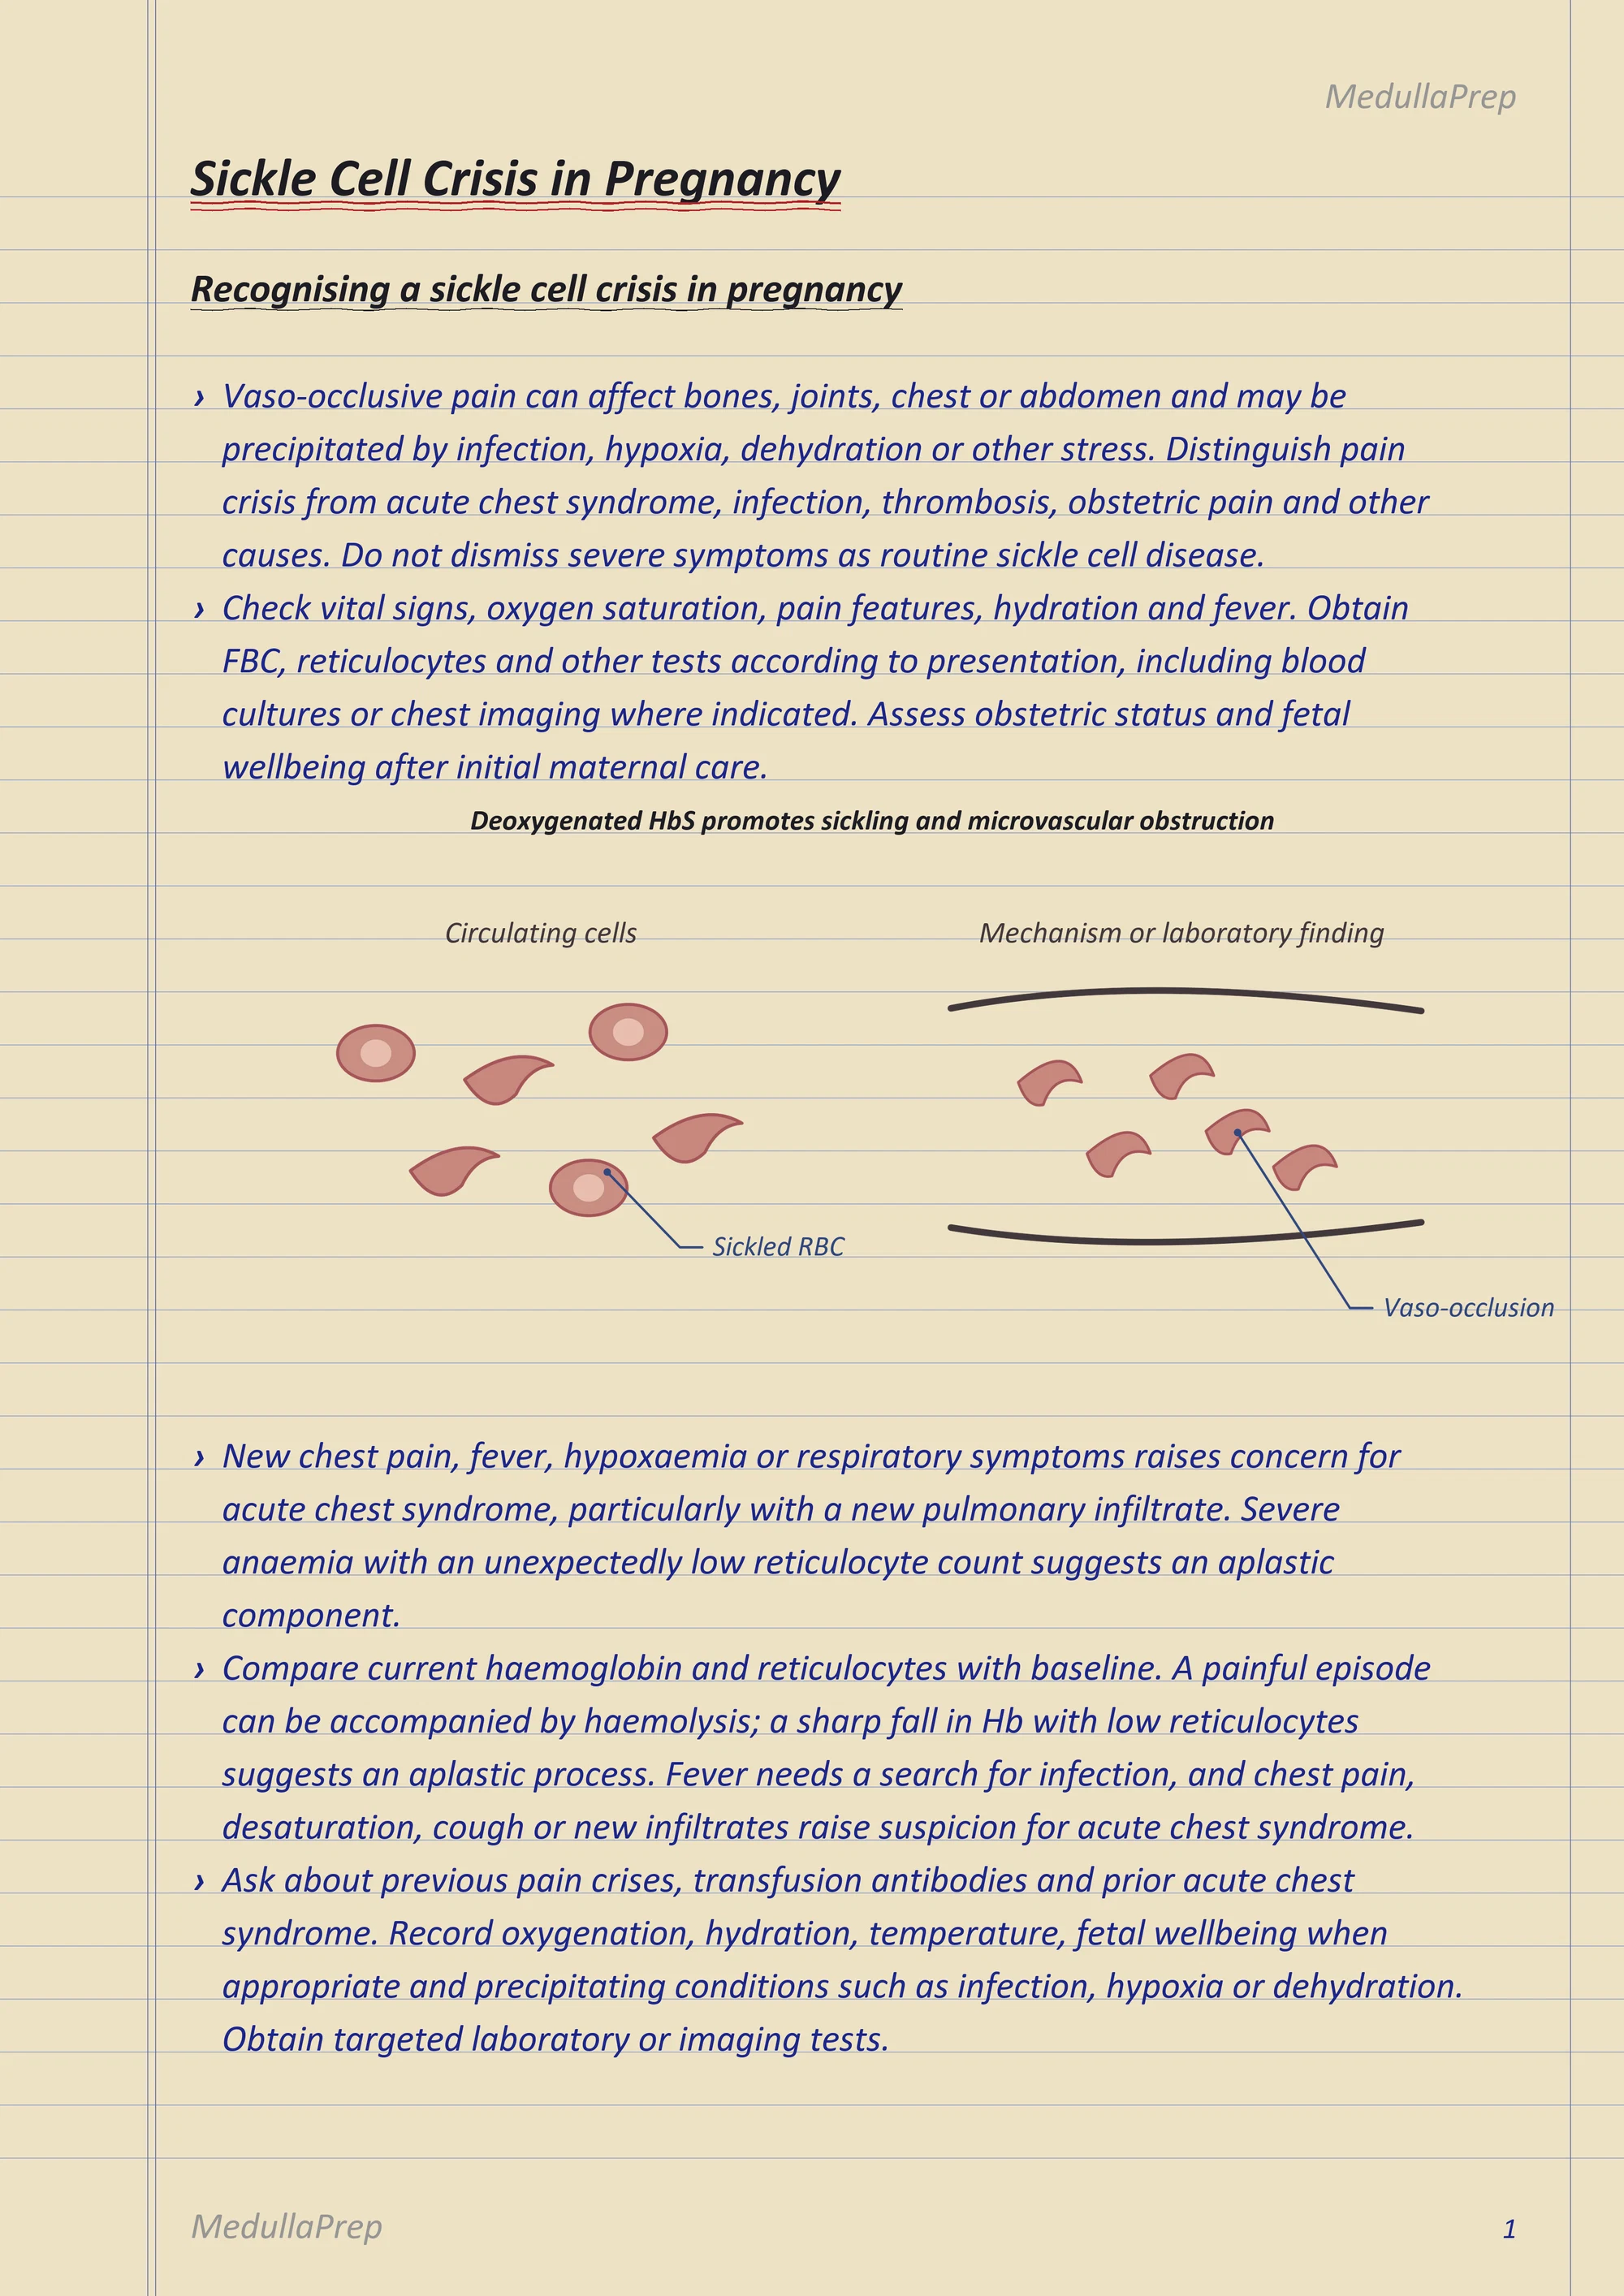 MedullaPrep
Sickle Cell Crisis in Pregnancy
Recognising a sickle cell crisis in pregnancy
› Vaso-occlusive pain can affect bones, joints, chest or abdomen and may be
precipitated by infection, hypoxia, dehydration or other stress. Distinguish pain
crisis from acute chest syndrome, infection, thrombosis, obstetric pain and other
causes. Do not dismiss severe symptoms as routine sickle cell disease.
› Check vital signs, oxygen saturation, pain features, hydration and fever. Obtain
FBC, reticulocytes and other tests according to presentation, including blood
cultures or chest imaging where indicated. Assess obstetric status and fetal
wellbeing after initial maternal care.
Deoxygenated HbS promotes sickling and microvascular obstruction
Circulating cells
Mechanism or laboratory finding
Sickled RBC
Vaso-occlusion
› New chest pain, fever, hypoxaemia or respiratory symptoms raises concern for
acute chest syndrome, particularly with a new pulmonary infiltrate. Severe
anaemia with an unexpectedly low reticulocyte count suggests an aplastic
component.
› Compare current haemoglobin and reticulocytes with baseline. A painful episode
can be accompanied by haemolysis; a sharp fall in Hb with low reticulocytes
suggests an aplastic process. Fever needs a search for infection, and chest pain,
desaturation, cough or new infiltrates raise suspicion for acute chest syndrome.
› Ask about previous pain crises, transfusion antibodies and prior acute chest
syndrome. Record oxygenation, hydration, temperature, fetal wellbeing when
appropriate and precipitating conditions such as infection, hypoxia or dehydration.
Obtain targeted laboratory or imaging tests.
MedullaPrep
1